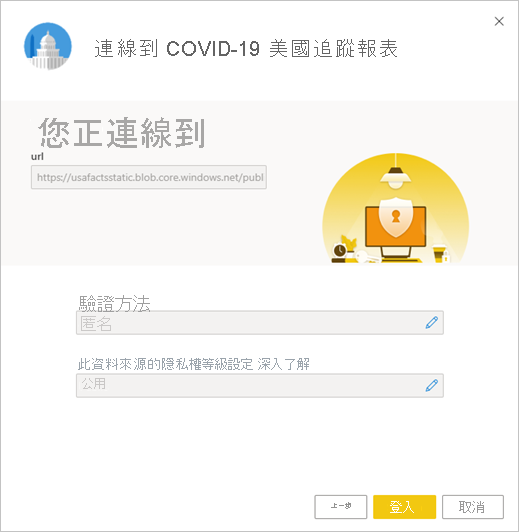 連線到 COVID-19 美國追蹤報表
您正連線到
url
https://usafactsstatic.blob.core.windows.net/publ
驗證方法
匿名
此資料來源的隱私權等級設定 深入了解
公用
上一步 登入 取消